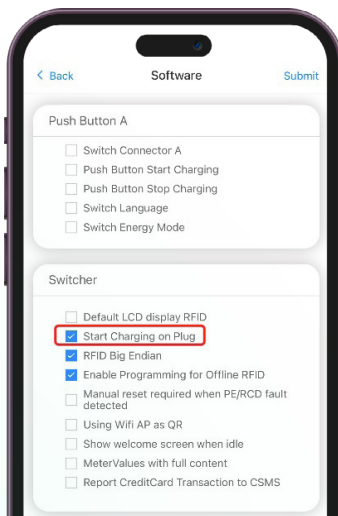 Back
Software
Submit
Push Button A
Switch Connector A
Push Button Start Charging
Push Button Stop Charging
Switch Language
Switch Energy Mode
Switcher
Default LCD display RFID
Start Charging on Plug
RFID Big Endian
Enable Programming for Offline RFID
Manual reset required when PE/RCD fault
detected
Using Wifi AP as QR
Show welcome screen when idle
MeterValues with full content
Report CreditCard Transaction to CSMS